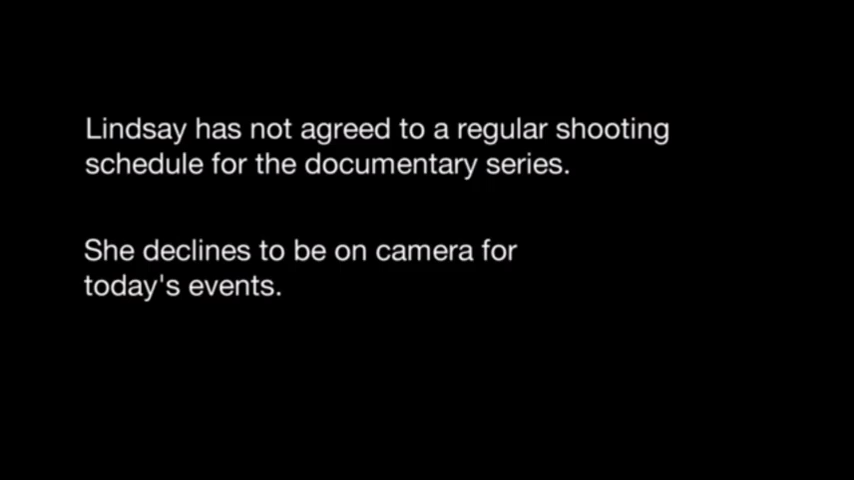 Lindsay has not agreed to a regular shooting
schedule for the documentary series.
She declines to be on camera for
today's events.